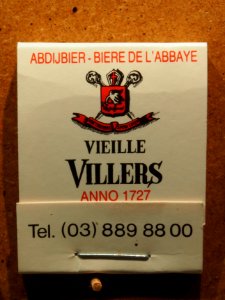 ABDIJBIER - BIERE DE L'ABBAYE
VIEILLE
VILLERS
ANNO 1727
Tel. (03) 889 88 00